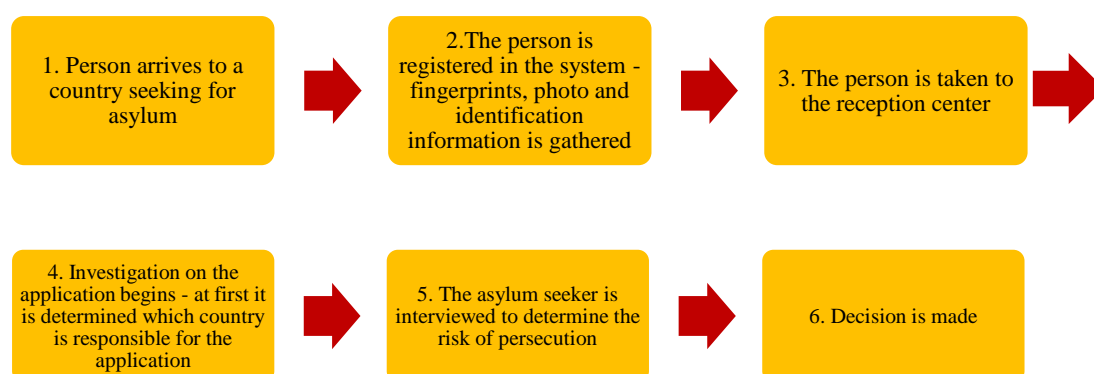 1. Person arrives to a
country seeking for
asylum
2.The person is
registered in the system -
fingerprints, photo and
identification
information is gathered
3. The person is taken to
the reception center
4. Investigation on the
application begins - at first it
is determined which country
is responsible for the
application
5. The asylum seeker is
interviewed to determine the
risk of persecution
6. Decision is made